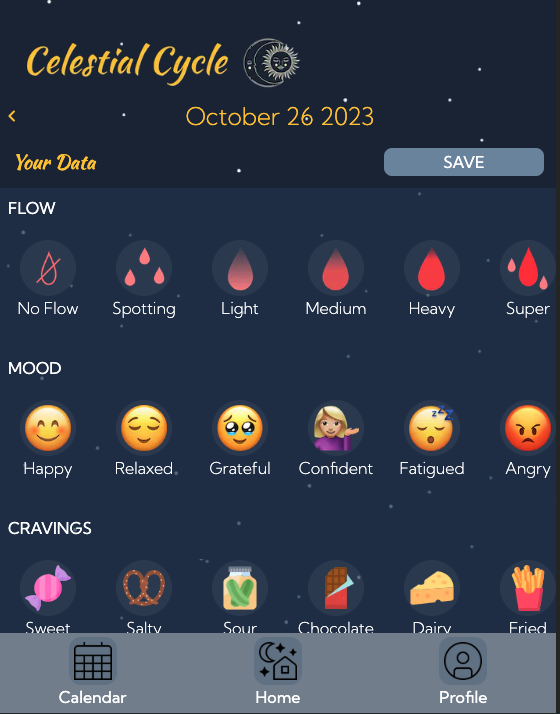 Celestial Cycle
October 26 2023
Your Data
SAVE
FLOW
No Flow Spotting Light Medium Heavy Super
MOOD
Happy Relaxed Grateful Confident Fatigued Angry
CRAVINGS
Sweet Salty Sour Chocolate Dairy Fried
Calendar Home Profile